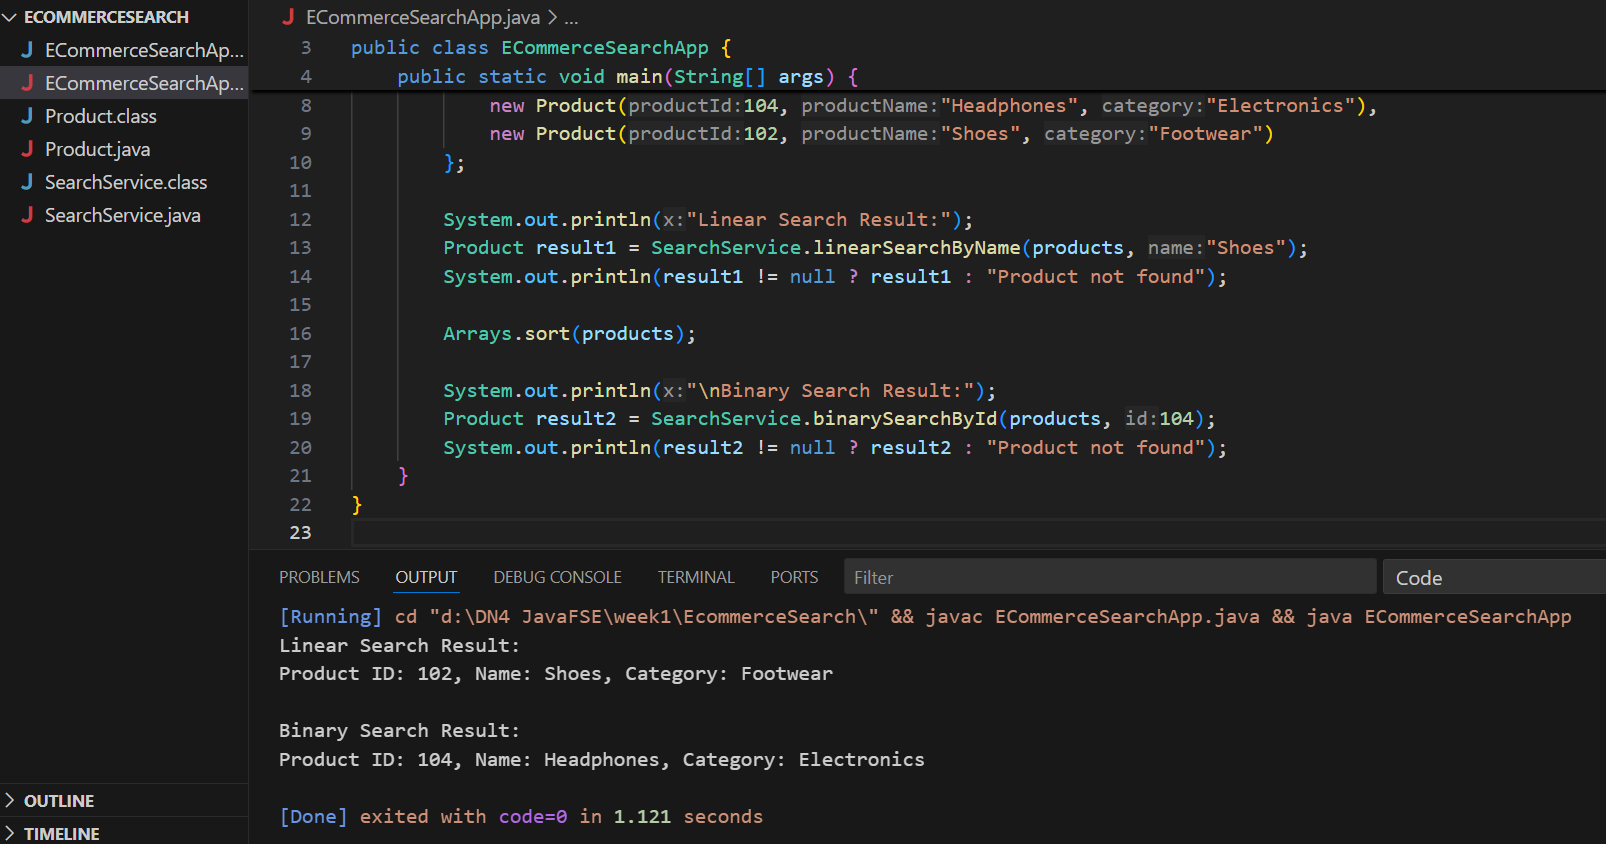 ECOMMERCESEARCH
ECommerceSearchAp...
ECommerceSearchAp...
Product.class
Product.java
SearchService.class
SearchService.java
OUTLINE
TIMELINE
ECommerceSearchApp.java > ...
3 public class ECommerceSearchApp {
4 public static void main(String[] args) {
8 new Product(productId:104, productName:"Headphones", category:"Electronics"),
9 new Product(productId:102, productName:"Shoes", category:"Footwear")
10 };
11
12 System.out.println(x:"Linear Search Result:");
13 Product result1 = SearchService.linearSearchByName(products, name:"Shoes");
14 System.out.println(result1 != null ? result1 : "Product not found");
15
16 Arrays.sort(products);
17
18 System.out.println(x:"\nBinary Search Result:");
19 Product result2 = SearchService.binarySearchById(products, id:104);
20 System.out.println(result2 != null ? result2 : "Product not found");
21 }
22 }
23
PROBLEMS OUTPUT DEBUG CONSOLE TERMINAL PORTS Filter Code
[Running] cd "d:\DN4 JavaFSE\week1\EcommerceSearch\" && javac ECommerceSearchApp.java && java ECommerceSearchApp
Linear Search Result:
Product ID: 102, Name: Shoes, Category: Footwear
Binary Search Result:
Product ID: 104, Name: Headphones, Category: Electronics
[Done] exited with code=0 in 1.121 seconds